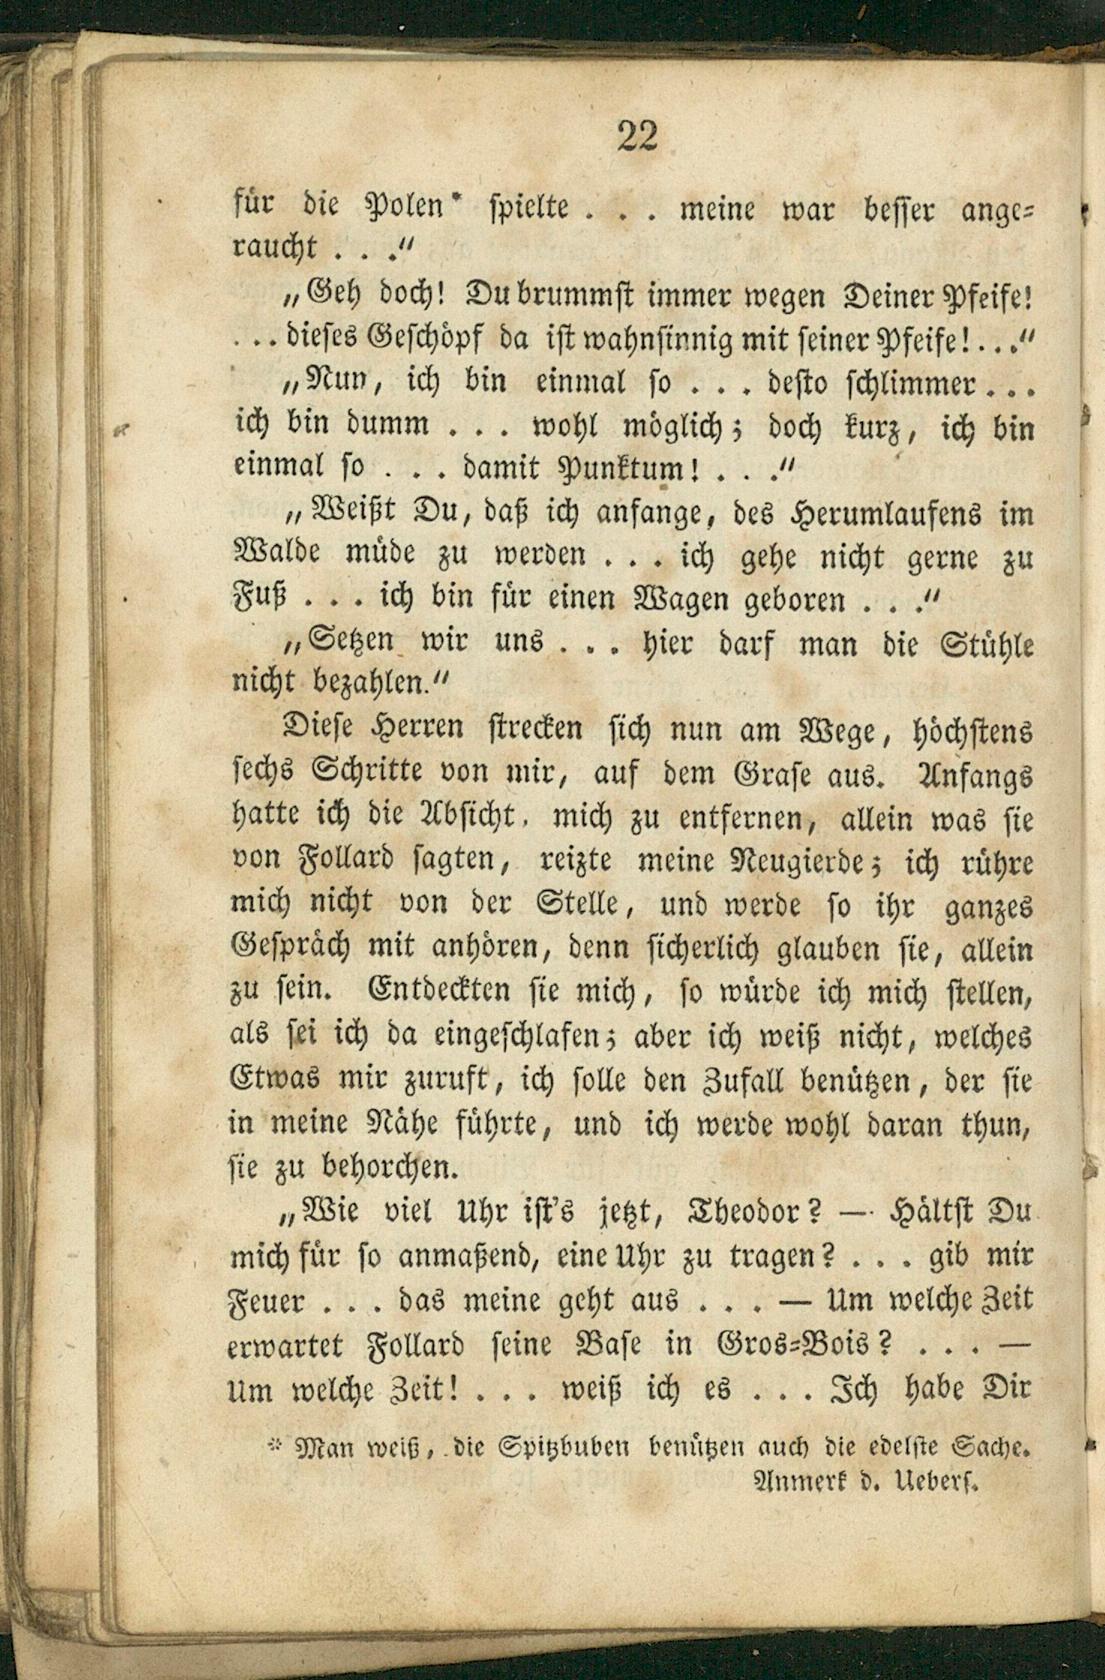 22
für die Polen* spielte . . . meine war besser ange=
raucht . . .“
„Geh doch! Du brummst immer wegen Deiner Pfeife!
. . . dieses Geschöpf da ist wahnsinnig mit seiner Pfeife! . . .“
„Nun, ich bin einmal so . . . desto schlimmer . . .
ich bin dumm . . . wohl möglich; doch kurz, ich bin
einmal so . . . damit Punktum! . . .“
„Weißt Du, daß ich anfange, des Herumlaufens im
Walde müde zu werden . . . ich gehe nicht gerne zu
Fuß . . . ich bin für einen Wagen geboren . . .“
„Setzen wir uns . . . hier darf man die Stühle
nicht bezahlen.“
Diese Herren strecken sich nun am Wege, höchstens
sechs Schritte von mir, auf dem Grase aus. Anfangs
hatte ich die Absicht, mich zu entfernen, allein was sie
von Follard sagten, reizte meine Neugierde; ich rühre
mich nicht von der Stelle, und werde so ihr ganzes
Gespräch mit anhören, denn sicherlich glauben sie, allein
zu sein. Entdeckten sie mich, so würde ich mich stellen,
als sei ich da eingeschlafen; aber ich weiß nicht, welches
Etwas mir zuruft, ich solle den Zufall benützen, der sie
in meine Nähe führte, und ich werde wohl daran thun,
sie zu behorchen.
„Wie viel Uhr ist's jetzt, Theodor? — Hältst Du
mich für so anmaßend, eine Uhr zu tragen? . . . gib mir
Feuer . . . das meine geht aus . . . — Um welche Zeit
erwartet Follard seine Base in Gros=Bois? . . . —
Um welche Zeit! . . . weiß ich es . . . Ich habe Dir
* Man weiß, die Spitzbuben benützen auch die edelste Sache.
Anmerk d. Uebers.